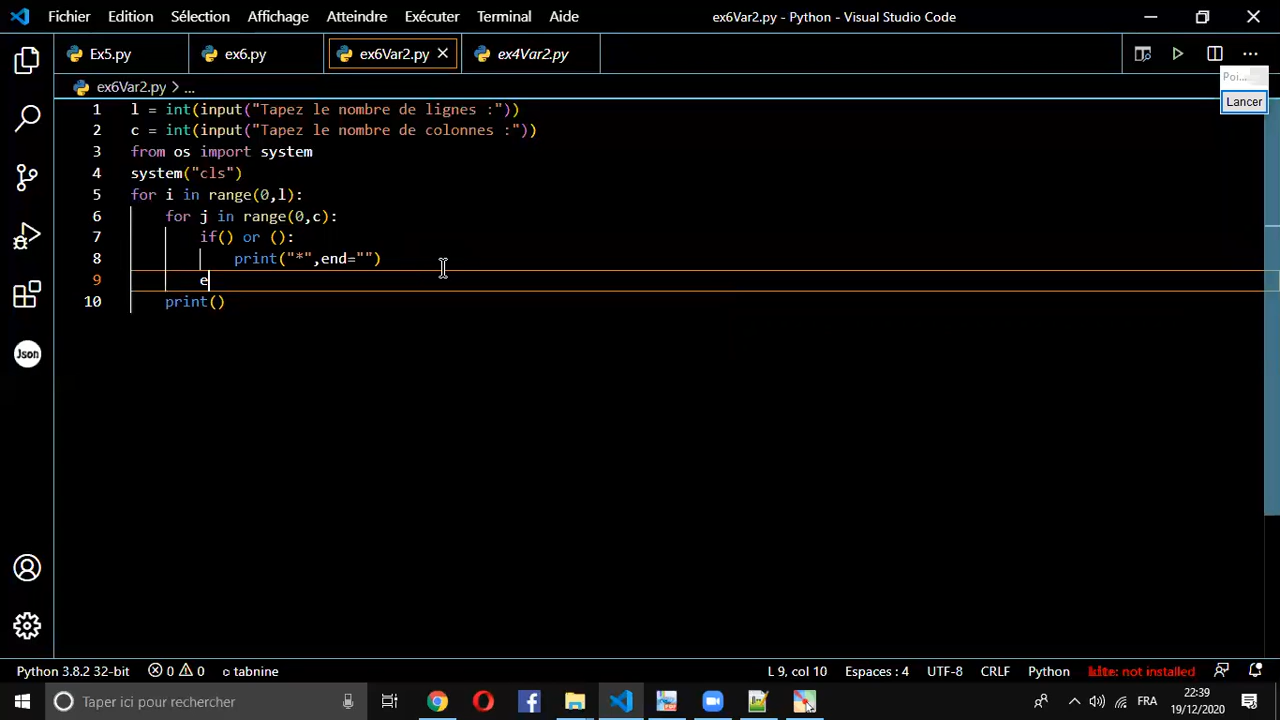 Fichier Edition Sélection Affichage Atteindre Exécuter Terminal Aide ex6Var2.py - Python - Visual Studio Code
Ex5.py ex6.py ex6Var2.py ex4Var2.py
Poi...
ex6Var2.py > ...
Lancer
1 l = int(input("Tapez le nombre de lignes :"))
2 c = int(input("Tapez le nombre de colonnes :"))
3 from os import system
4 system("cls")
5 for i in range(0,l):
6 for j in range(0,c):
7 if() or ():
8 print("*",end="")
9 e
10 print()
Json
Python 3.8.2 32-bit 0 0 tabnine L 9, col 10 Espaces : 4 UTF-8 CRLF Python kite: not installed
Taper ici pour rechercher FRA 22:39
19/12/2020